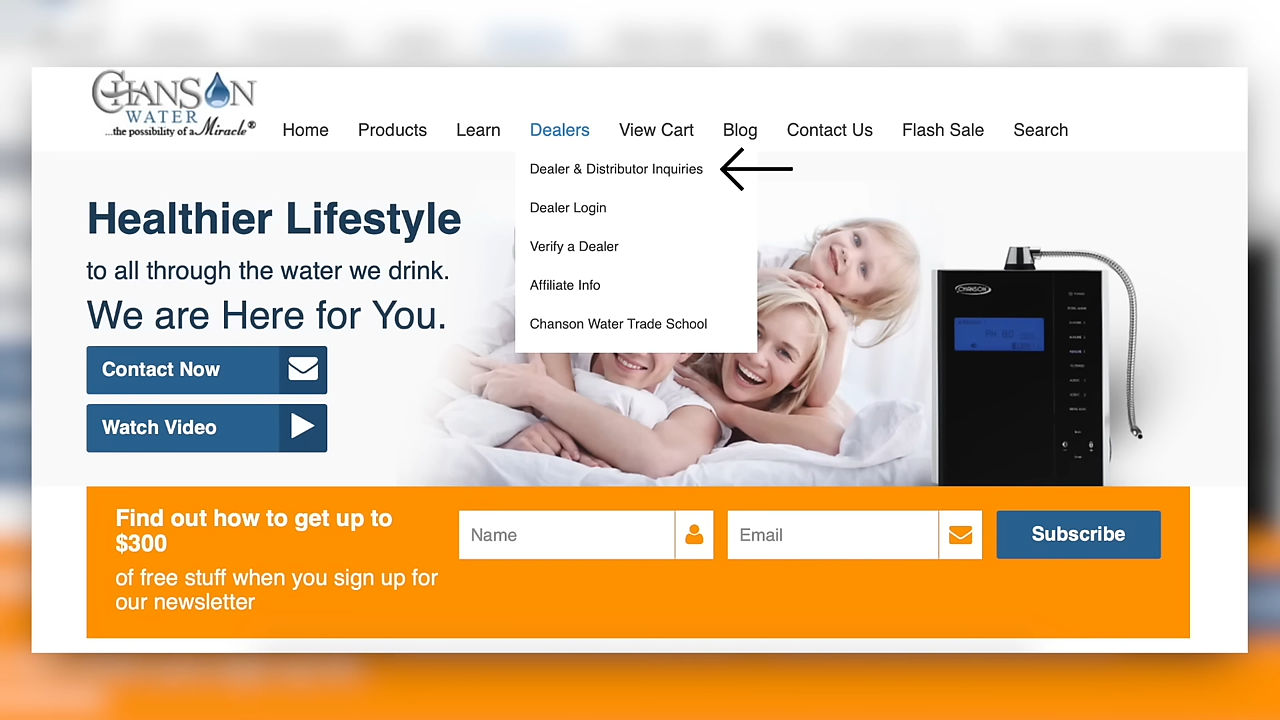 CHANSON
WATER
...the possibility of a Miracle®
Home Products Learn Dealers View Cart Blog Contact Us Flash Sale Search
Dealer & Distributor Inquiries
Dealer Login
Verify a Dealer
Affiliate Info
Chanson Water Trade School
Healthier Lifestyle
to all through the water we drink.
We are Here for You.
Contact Now
Watch Video
CHANSON
Find out how to get up to
$300
of free stuff when you sign up for
our newsletter
Name
Email
Subscribe